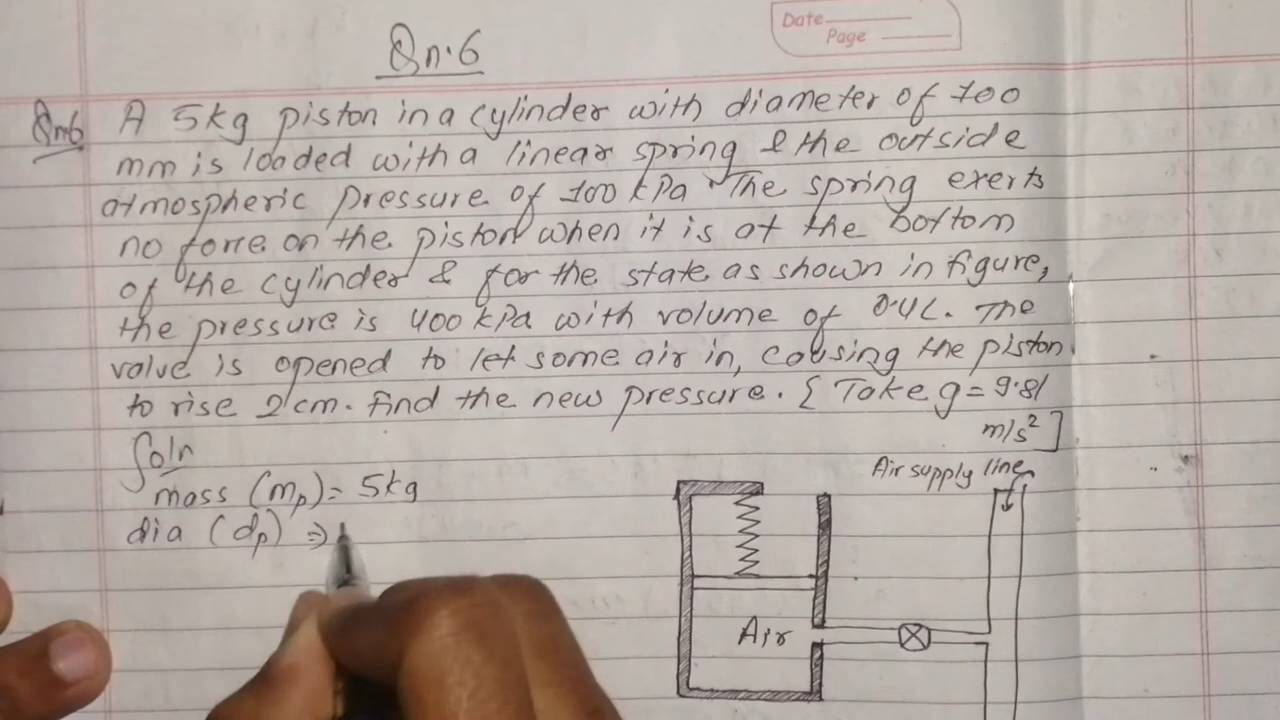 Date
Page
Qn.6
Qn6 A 5kg piston in a cylinder with diameter of 100
mm is loaded with a linear spring & the outside
atmospheric pressure of 100 kPa. The spring exerts
no force on the piston when it is at the bottom
of the cylinder & for the state as shown in figure,
the pressure is 400 kPa with volume of 0.4L. The
valve is opened to let some air in, causing the piston
to rise 2 cm. Find the new pressure. [ Take g = 9.81
m/s² ]
Soln
mass (mp) = 5kg
dia (dp) ⇒
Air supply line
Air